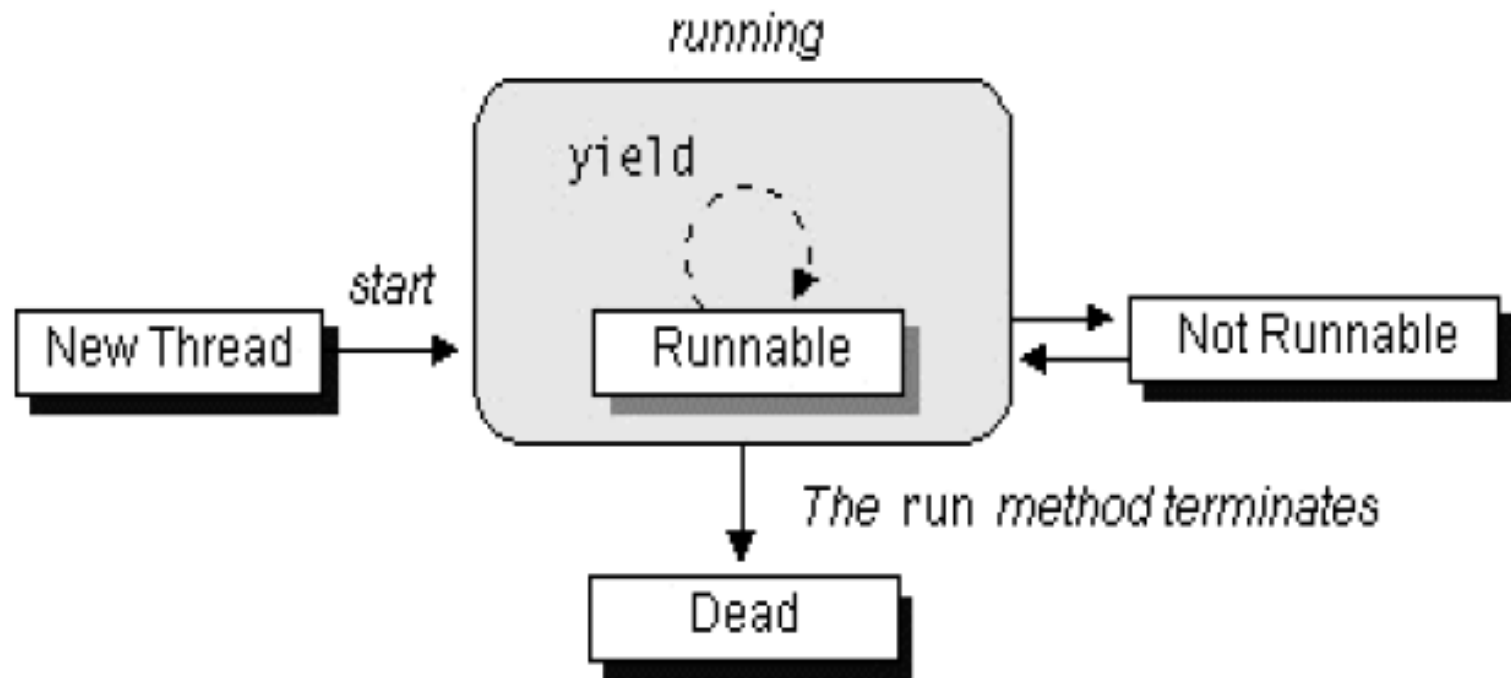 running
yield
start
New Thread
Runnable
Not Runnable
The run method terminates
Dead